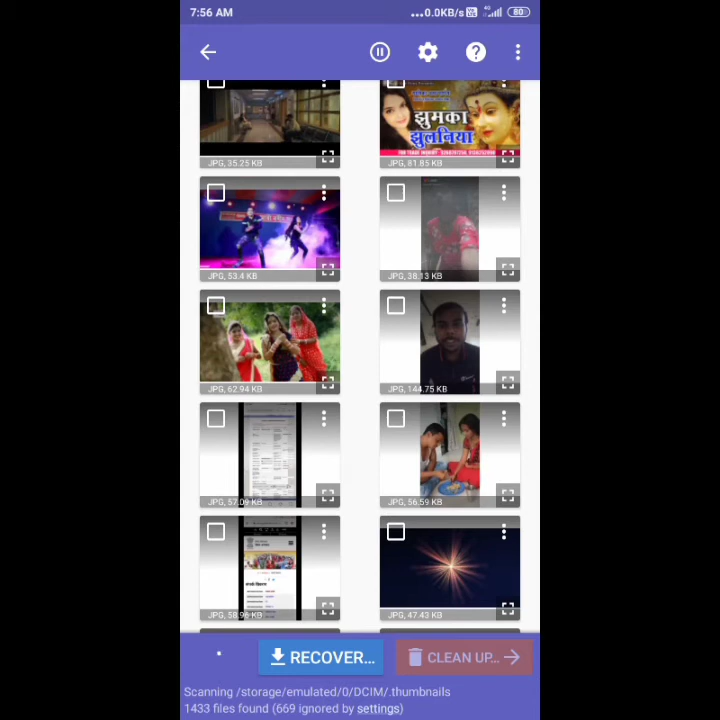 7:56 AM
...0.0KB/s
4G
80
झुमका
झुलनिया
JPG, 35.25 KB
JPG, 81.85 KB
JPG, 53.4 KB
JPG, 38.13 KB
JPG, 62.94 KB
JPG, 144.75 KB
JPG, 57.09 KB
JPG, 56.59 KB
JPG, 58.96 KB
JPG, 47.43 KB
RECOVER...
CLEAN UP...
Scanning /storage/emulated/0/DCIM/.thumbnails
1433 files found (669 ignored by settings)